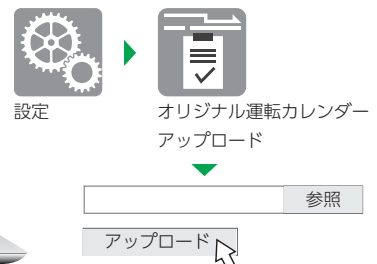 設定
オリジナル運転カレンダー
アップロード
参照
アップロード